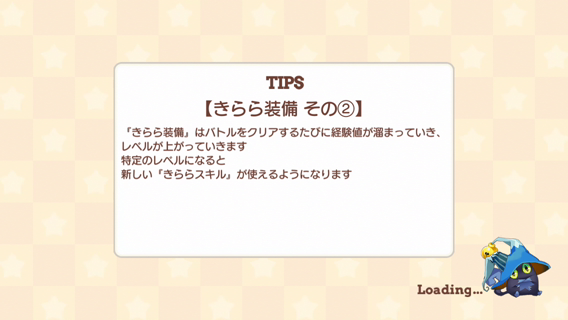 TIPS
【きらら装備 その②】
「きらら装備」はバトルをクリアするたびに経験値が溜まっていき、
レベルが上がっていきます
特定のレベルになると
新しい「きららスキル」が使えるようになります
Loading...